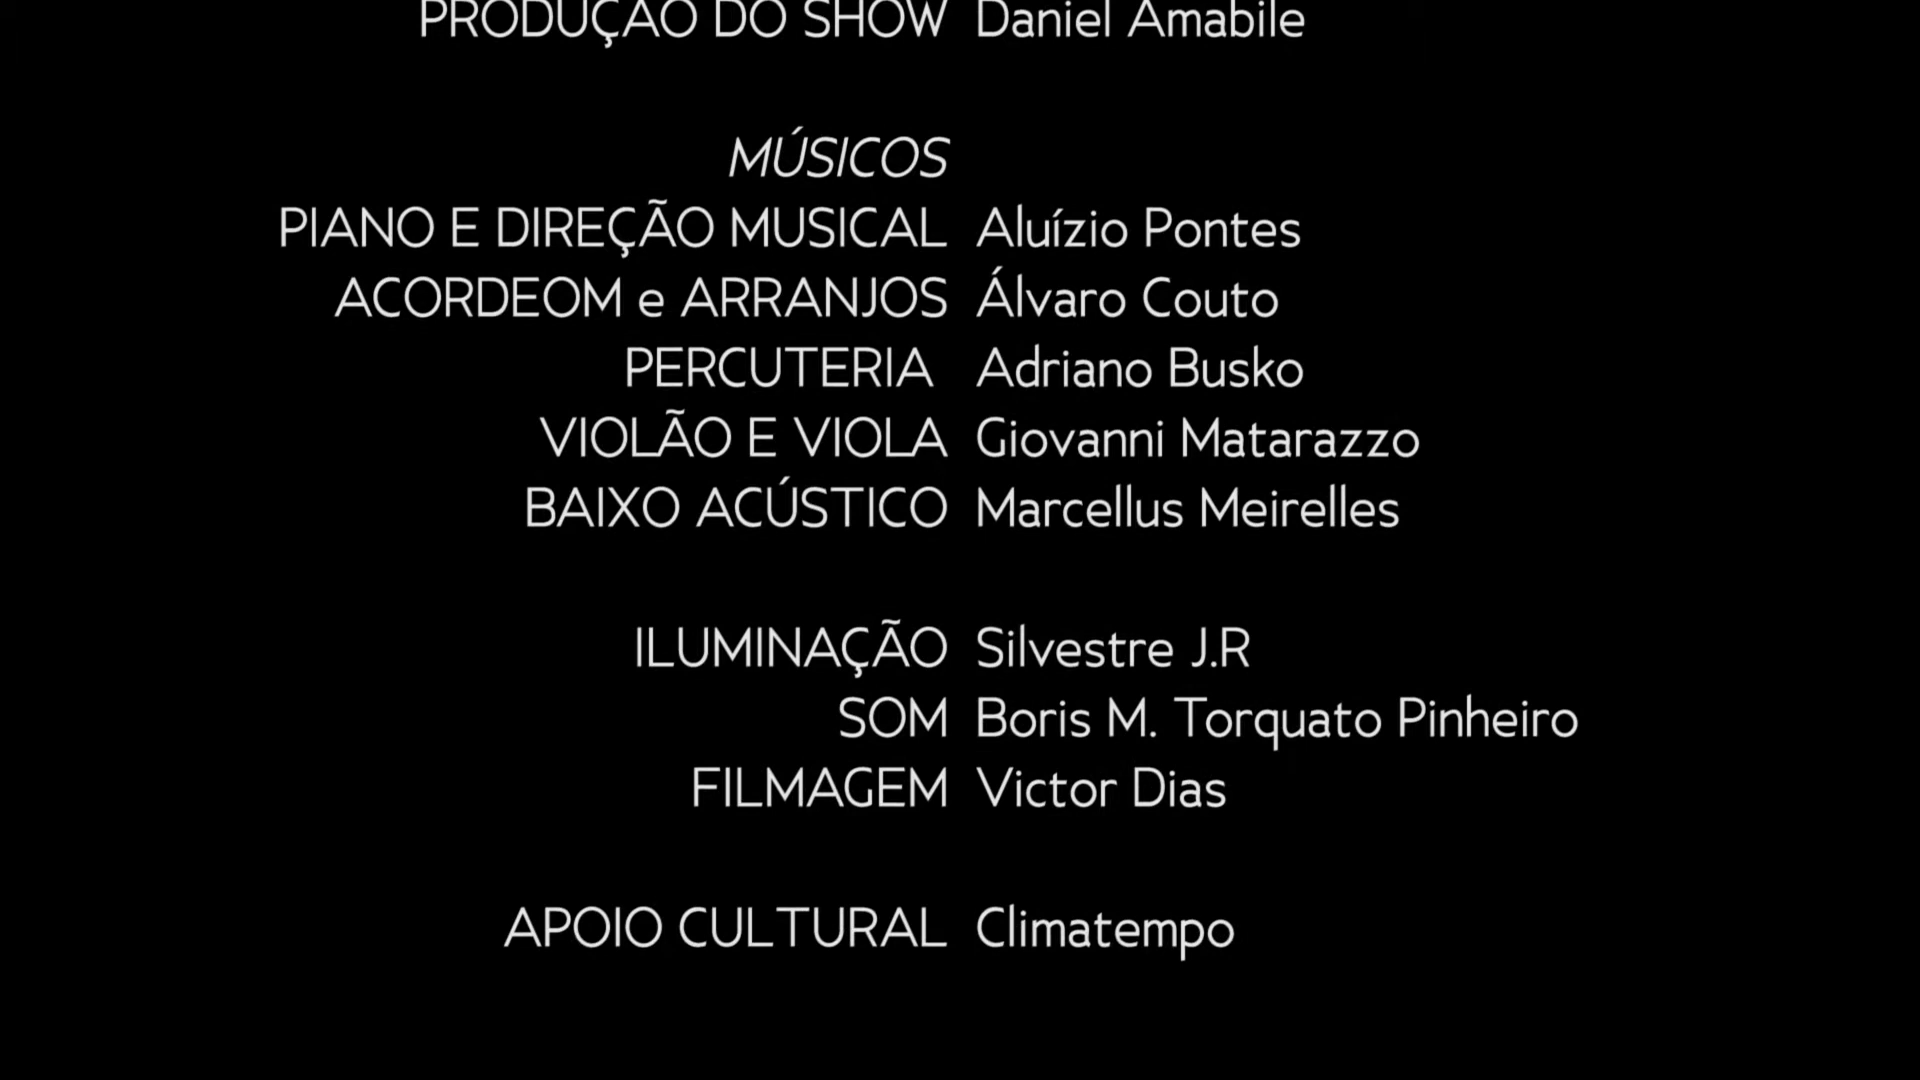 PRODUÇÃO DO SHOW Daniel Amabile
MÚSICOS
PIANO E DIREÇÃO MUSICAL Aluízio Pontes
ACORDEOM e ARRANJOS Álvaro Couto
PERCUTERIA Adriano Busko
VIOLÃO E VIOLA Giovanni Matarazzo
BAIXO ACÚSTICO Marcellus Meirelles
ILUMINAÇÃO Silvestre J.R
SOM Boris M. Torquato Pinheiro
FILMAGEM Victor Dias
APOIO CULTURAL Climatempo